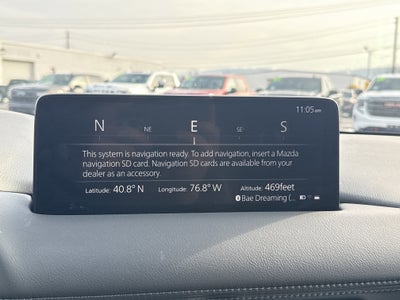 11:05 am
N NE E SE S
This system is navigation ready. To add navigation, insert a Mazda
navigation SD card. Navigation SD cards are available from your
dealer as an accessory.
Latitude: 40.8° N Longitude: 76.8° W Altitude: 469feet
Bae Dreaming (...